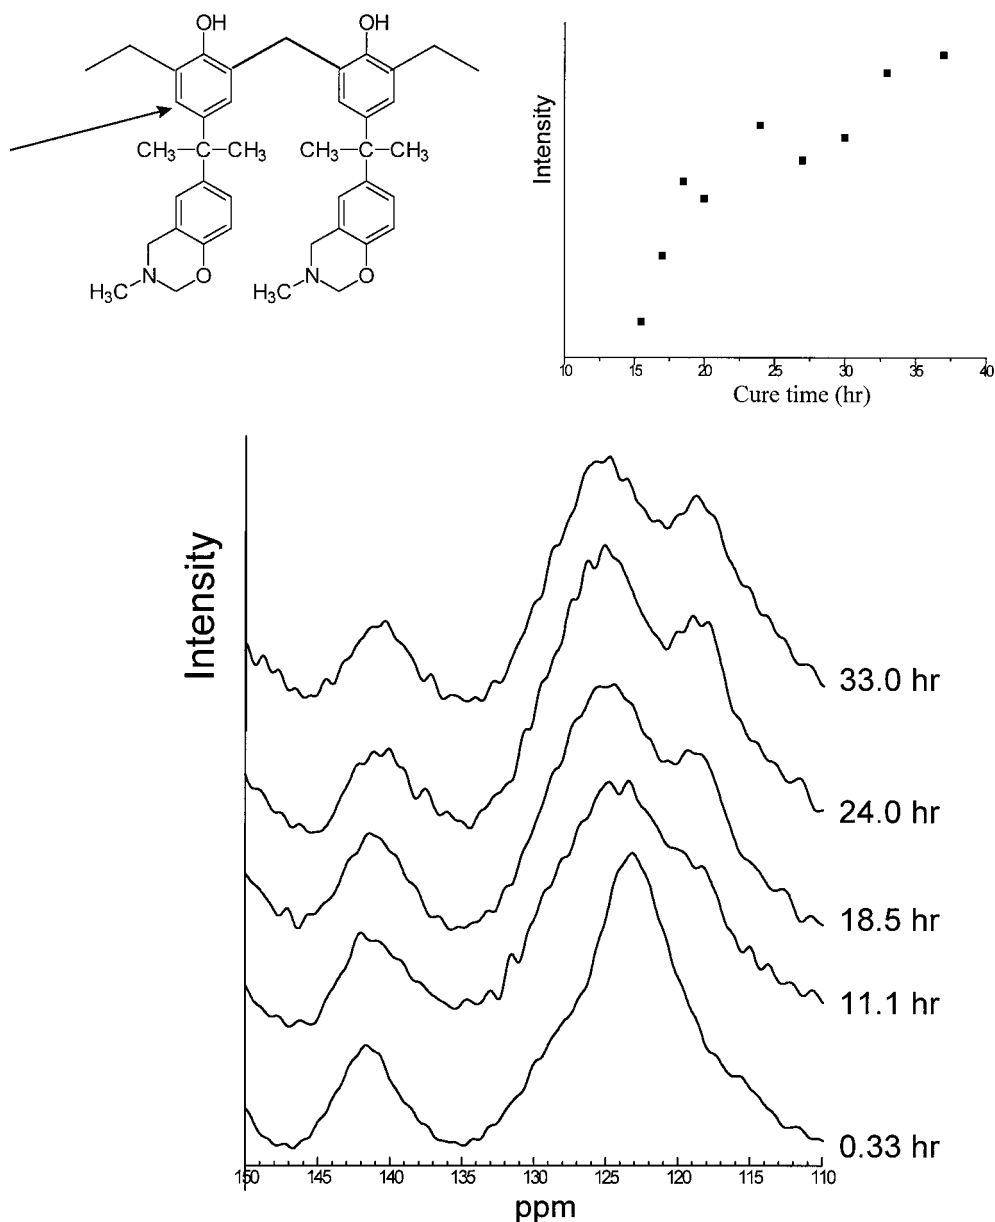 OH OH
CH₃ C CH₃ CH₃ C CH₃
N O N O
H₃C H₃C
Intensity
10 15 20 25 30 35 40
Cure time (hr)
Intensity
33.0 hr
24.0 hr
18.5 hr
11.1 hr
0.33 hr
150 145 140 135 130 125 120 115 110
ppm